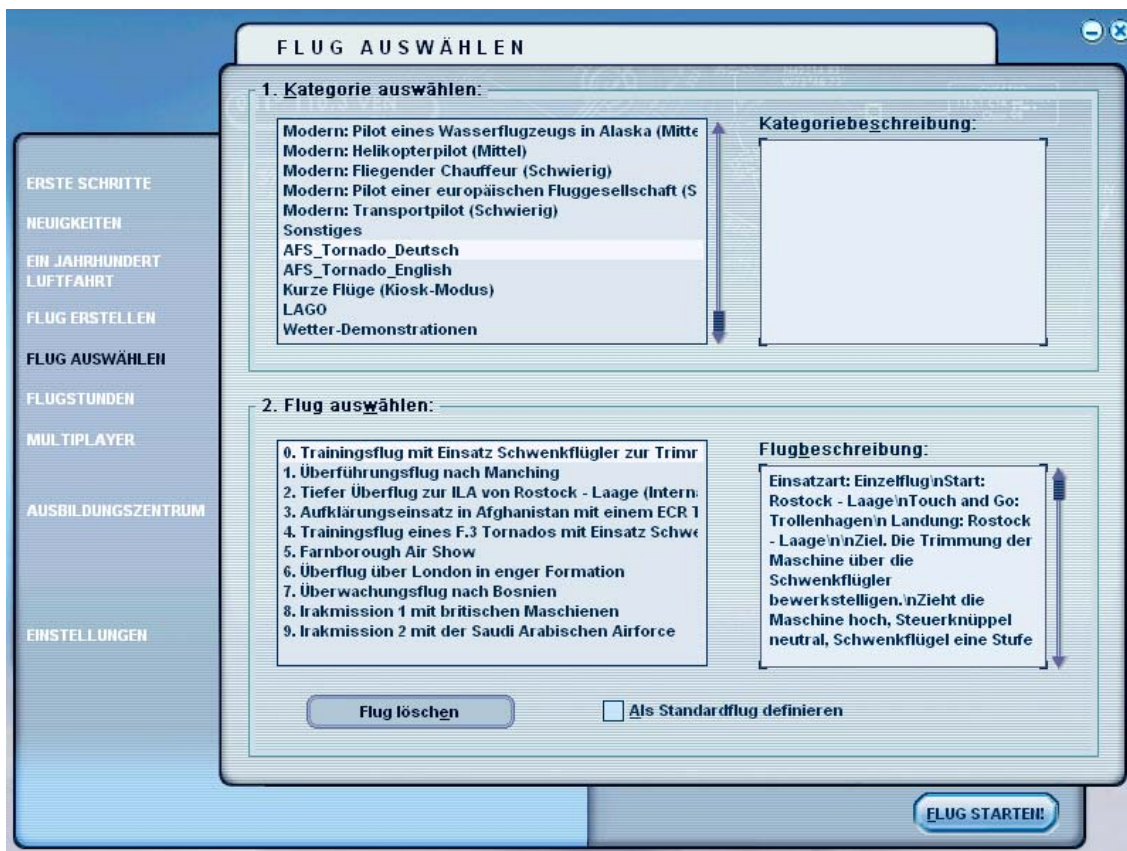 FLUG AUSWÄHLEN
1. Kategorie auswählen:
Modern: Pilot eines Wasserflugzeugs in Alaska (Mitte
Modern: Helikopterpilot (Mittel)
Modern: Fliegender Chauffeur (Schwierig)
Modern: Pilot einer europäischen Fluggesellschaft (S
Modern: Transportpilot (Schwierig)
Sonstiges
AFS_Tornado_Deutsch
AFS_Tornado_English
Kurze Flüge (Kiosk-Modus)
LAGO
Wetter-Demonstrationen
Kategoriebeschreibung:
ERSTE SCHRITTE
NEUIGKEITEN
EIN JAHRHUNDERT
LUFTFAHRT
FLUG ERSTELLEN
FLUG AUSWÄHLEN
FLUGSTUNDEN
MULTIPLAYER
AUSBILDUNGSZENTRUM
EINSTELLUNGEN
2. Flug auswählen:
0. Trainingsflug mit Einsatz Schwenkflügler zur Trimm
1. Überführungsflug nach Manching
2. Tiefer Überflug zur ILA von Rostock - Laage (Interna
3. Aufklärungseinsatz in Afghanistan mit einem ECR T
4. Trainingsflug eines F.3 Tornados mit Einsatz Schwe
5. Farnborough Air Show
6. Überflug über London in enger Formation
7. Überwachungsflug nach Bosnien
8. Irakmission 1 mit britischen Maschienen
9. Irakmission 2 mit der Saudi Arabischen Airforce
Flugbeschreibung:
Einsatzart: Einzelflug\nStart:
Rostock - Laage\nTouch and Go:
Trollenhagen\n Landung: Rostock
- Laage\n\nZiel. Die Trimmung der
Maschine über die
Schwenkflügler
bewerkstelligen.\nZieht die
Maschine hoch, Steuerknüppel
neutral, Schwenkflügel eine Stufe
Flug löschen
Als Standardflug definieren
FLUG STARTEN!